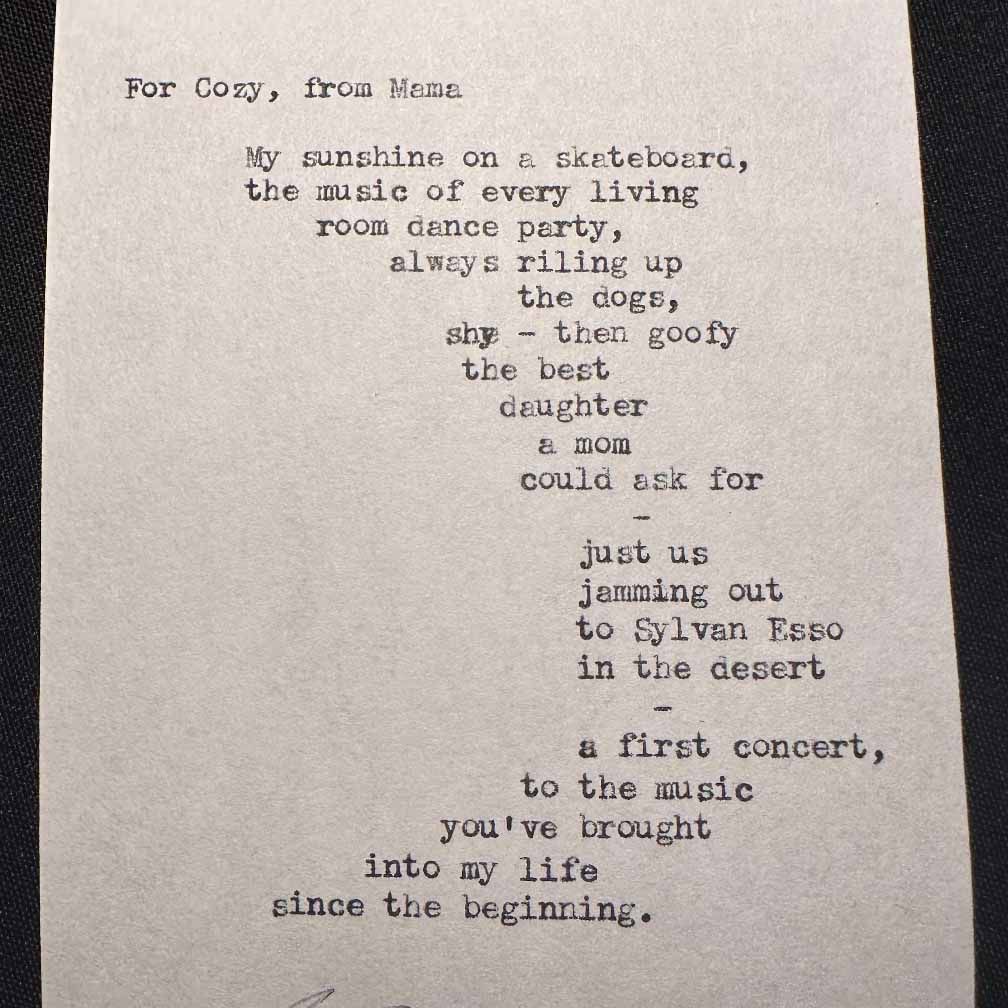 For Cozy, from Mama
My sunshine on a skateboard,
the music of every living
room dance party,
always riling up
the dogs,
shy - then goofy
the best
daughter
a mom
could ask for
-
just us
jamming out
to Sylvan Esso
in the desert
-
a first concert,
to the music
you've brought
into my life
since the beginning.